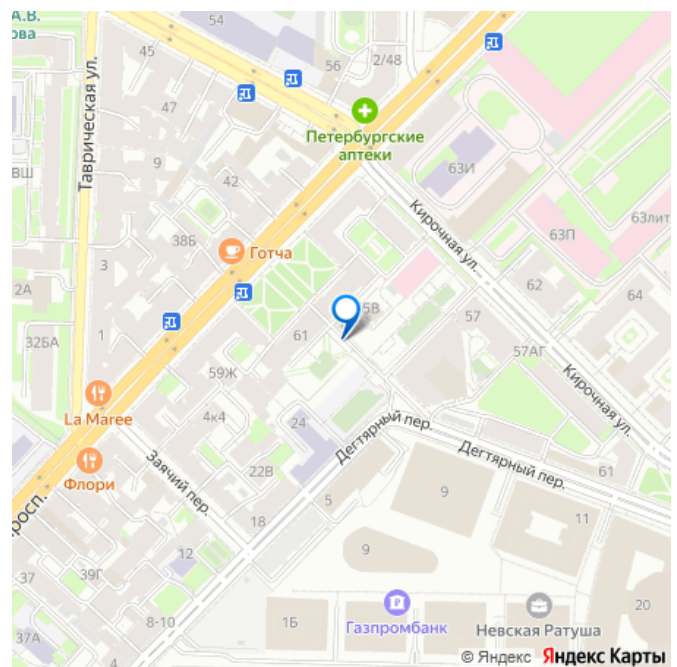 А.В.
ова
54
45
56
2/48
Таврическая ул.
47
Петербургские
аптеки
9
63И
ВШ
42
Кирочная ул.
63лит
38Б
63П
Готча
3
62
2А
64
5В
57
32БА
1
61
57АГ
59Ж
La Maree
4к4
Кирочная ул.
24
Дегтярный пер.
Заячий пер.
Флори
22В
Дегтярный пер.
61
росп.
9
5
18
11
12
9
37
39Г
20
1Б
8-10
Газпромбанк
Невская Ратуша
37А
© Яндекс Яндекс Карты